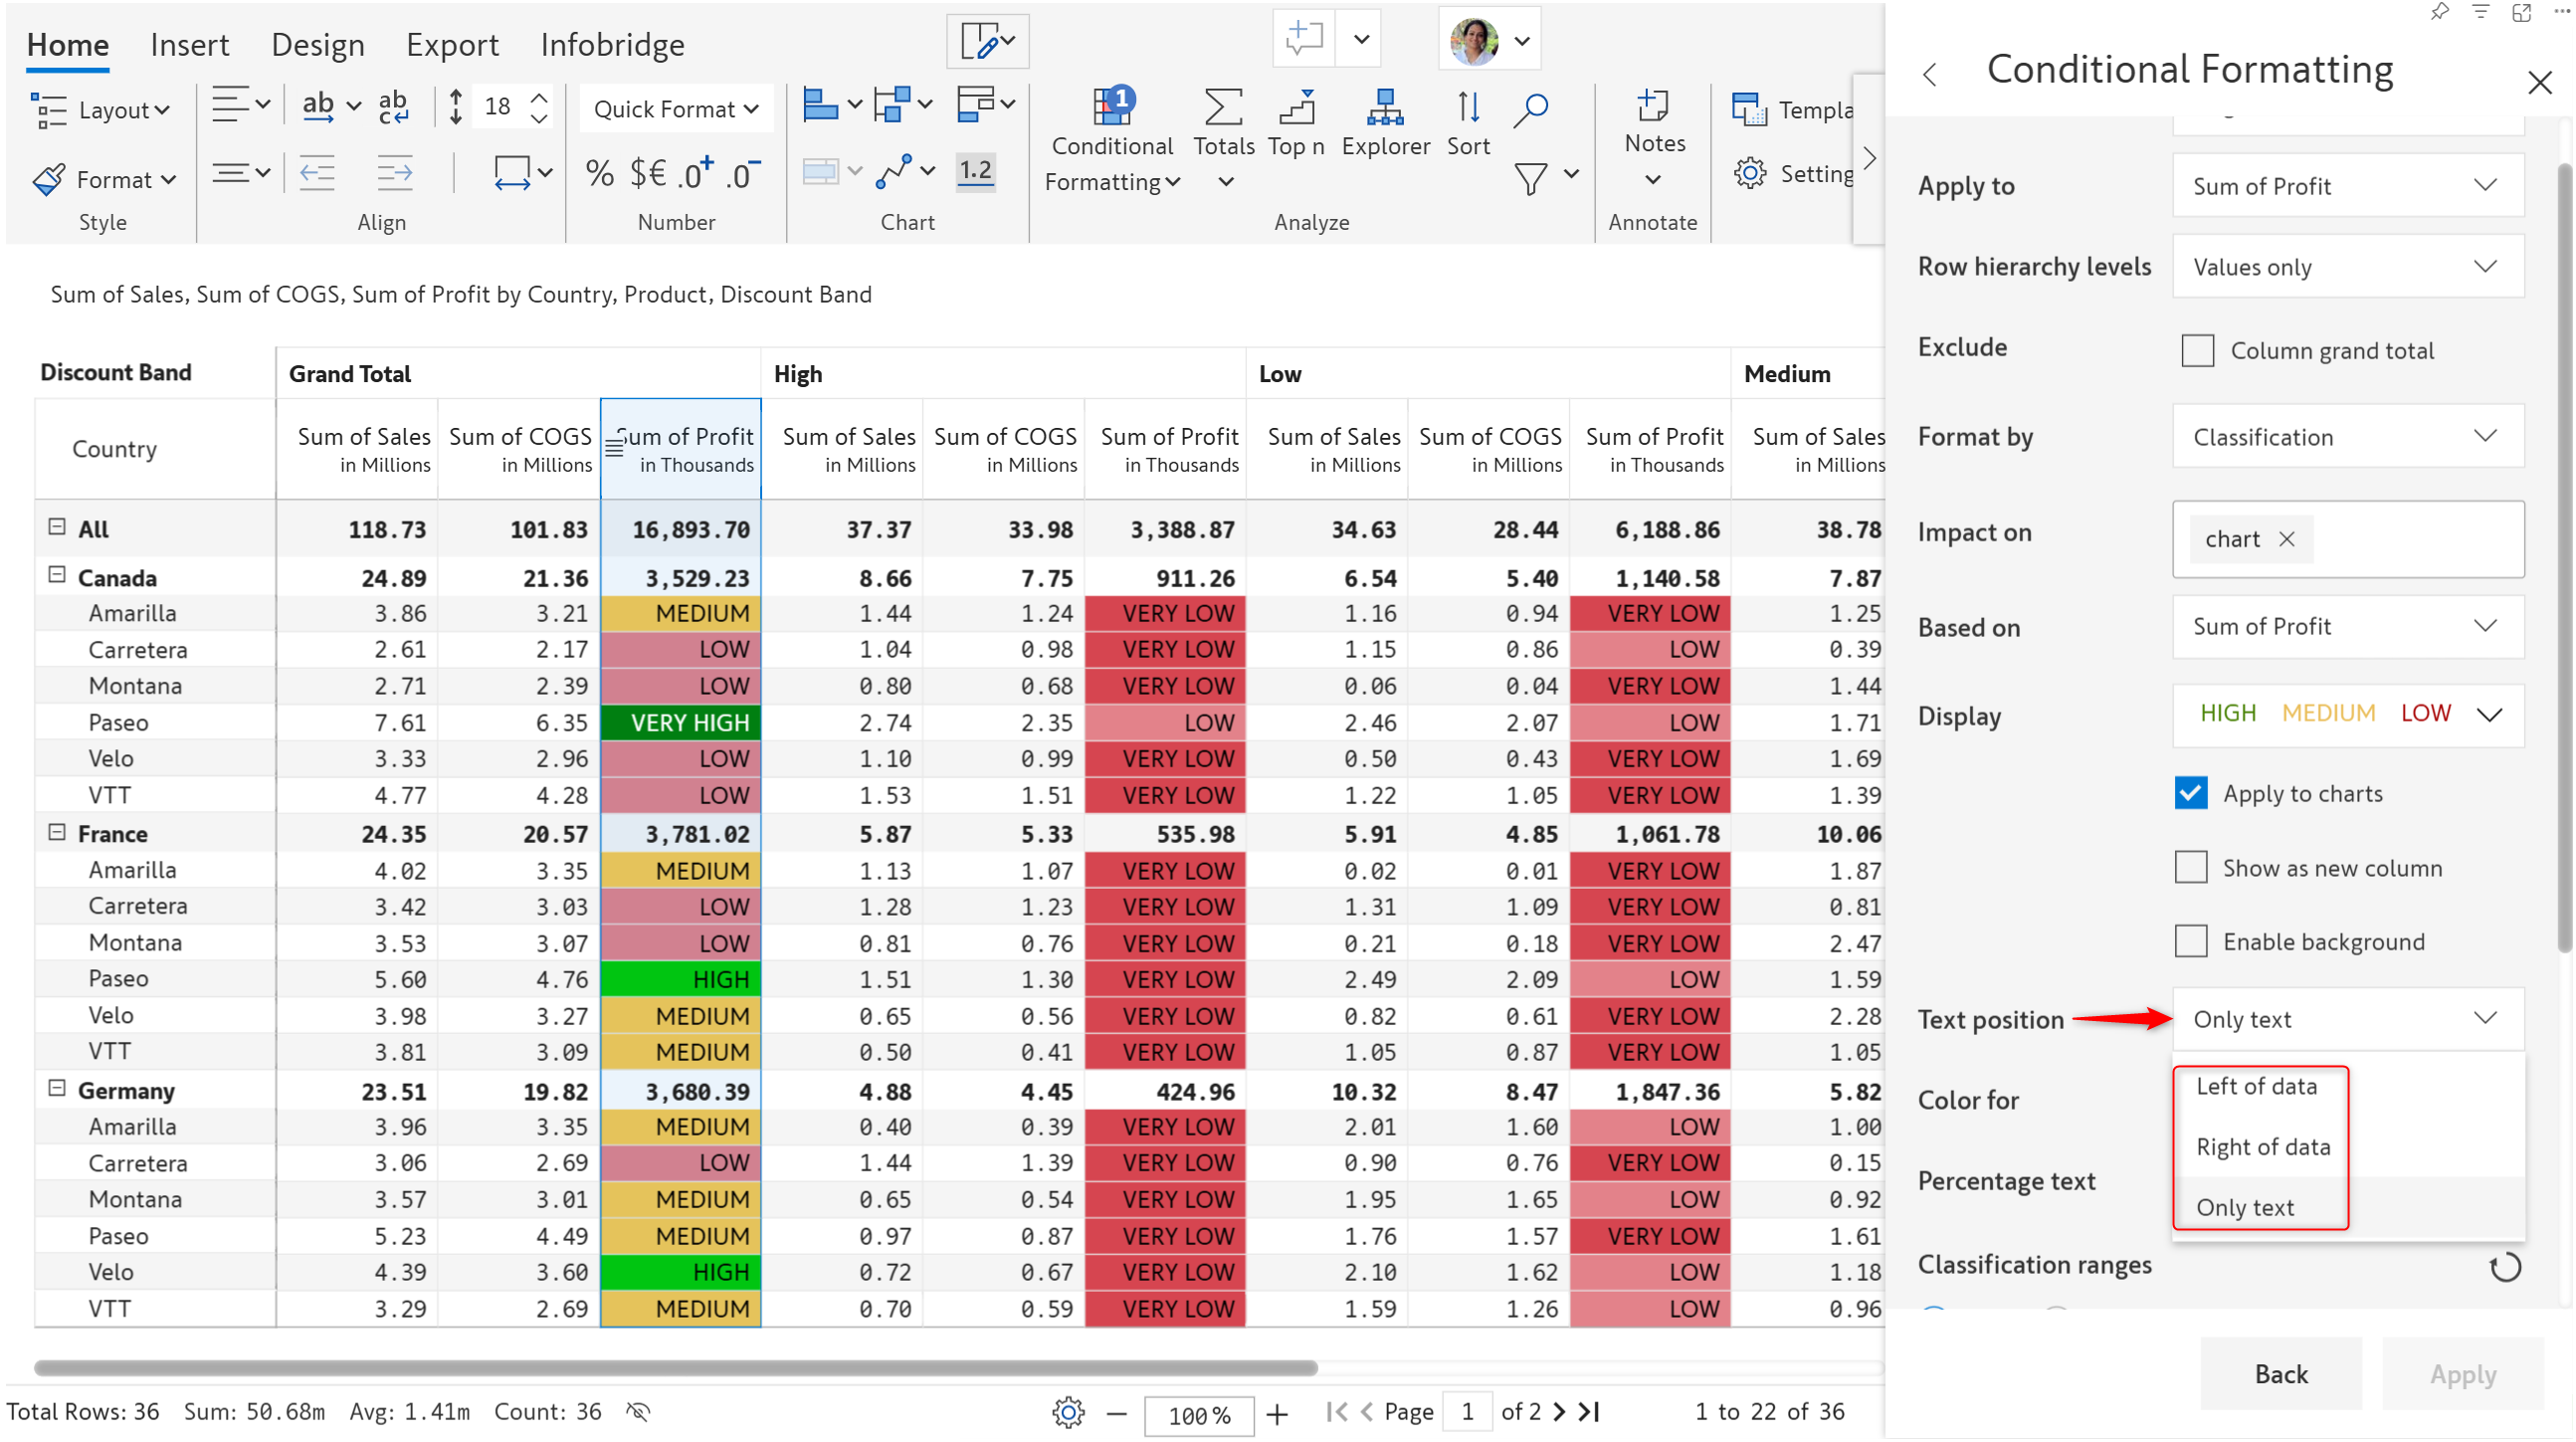 Home Insert Design Export Infobridge
Layout ab ab c 18 Quick Format 1 Conditional Formatting Totals Top n Explorer Sort Notes Templa
Format % $€ .0+ .0- 1.2 Setting
Style Align Number Chart Analyze Annotate
Sum of Sales, Sum of COGS, Sum of Profit by Country, Product, Discount Band
Discount Band Grand Total High Low Medium
Country Sum of Sales in Millions Sum of COGS in Millions Sum of Profit in Thousands Sum of Sales in Millions Sum of COGS in Millions Sum of Profit in Thousands Sum of Sales in Millions Sum of COGS in Millions Sum of Profit in Thousands Sum of Sales in Millions
All 118.73 101.83 16,893.70 37.37 33.98 3,388.87 34.63 28.44 6,188.86 38.78
Canada 24.89 21.36 3,529.23 8.66 7.75 911.26 6.54 5.40 1,140.58 7.87
Amarilla 3.86 3.21 MEDIUM 1.44 1.24 VERY LOW 1.16 0.94 VERY LOW 1.25
Carretera 2.61 2.17 LOW 1.04 0.98 VERY LOW 1.15 0.86 LOW 0.39
Montana 2.71 2.39 LOW 0.80 0.68 VERY LOW 0.06 0.04 VERY LOW 1.44
Paseo 7.61 6.35 VERY HIGH 2.74 2.35 LOW 2.46 2.07 LOW 1.71
Velo 3.33 2.96 LOW 1.10 0.99 VERY LOW 0.50 0.43 VERY LOW 1.69
VTT 4.77 4.28 LOW 1.53 1.51 VERY LOW 1.22 1.05 VERY LOW 1.39
France 24.35 20.57 3,781.02 5.87 5.33 535.98 5.91 4.85 1,061.78 10.06
Amarilla 4.02 3.35 MEDIUM 1.13 1.07 VERY LOW 0.02 0.01 VERY LOW 1.87
Carretera 3.42 3.03 LOW 1.28 1.23 VERY LOW 1.31 1.09 VERY LOW 0.81
Montana 3.53 3.07 LOW 0.81 0.76 VERY LOW 0.21 0.18 VERY LOW 2.47
Paseo 5.60 4.76 HIGH 1.51 1.30 VERY LOW 2.49 2.09 LOW 1.59
Velo 3.98 3.27 MEDIUM 0.65 0.56 VERY LOW 0.82 0.61 VERY LOW 2.28
VTT 3.81 3.09 MEDIUM 0.50 0.41 VERY LOW 1.05 0.87 VERY LOW 1.05
Germany 23.51 19.82 3,680.39 4.88 4.45 424.96 10.32 8.47 1,847.36 5.82
Amarilla 3.96 3.35 MEDIUM 0.40 0.39 VERY LOW 2.01 1.60 LOW 1.00
Carretera 3.06 2.69 LOW 1.44 1.39 VERY LOW 0.90 0.76 VERY LOW 0.15
Montana 3.57 3.01 MEDIUM 0.65 0.54 VERY LOW 1.95 1.65 LOW 0.92
Paseo 5.23 4.49 MEDIUM 0.97 0.87 VERY LOW 1.76 1.57 VERY LOW 1.61
Velo 4.39 3.60 HIGH 0.72 0.67 VERY LOW 2.10 1.62 LOW 1.18
VTT 3.29 2.69 MEDIUM 0.70 0.59 VERY LOW 1.59 1.26 LOW 0.96
Total Rows: 36 Sum: 50.68m Avg: 1.41m Count: 36 100% Page 1 of 2 1 to 22 of 36
Conditional Formatting
Apply to Sum of Profit
Row hierarchy levels Values only
Exclude Column grand total
Format by Classification
Impact on chart
Based on Sum of Profit
Display HIGH MEDIUM LOW
Apply to charts
Show as new column
Enable background
Text position Only text
Left of data
Color for
Right of data
Percentage text
Only text
Classification ranges
Back Apply